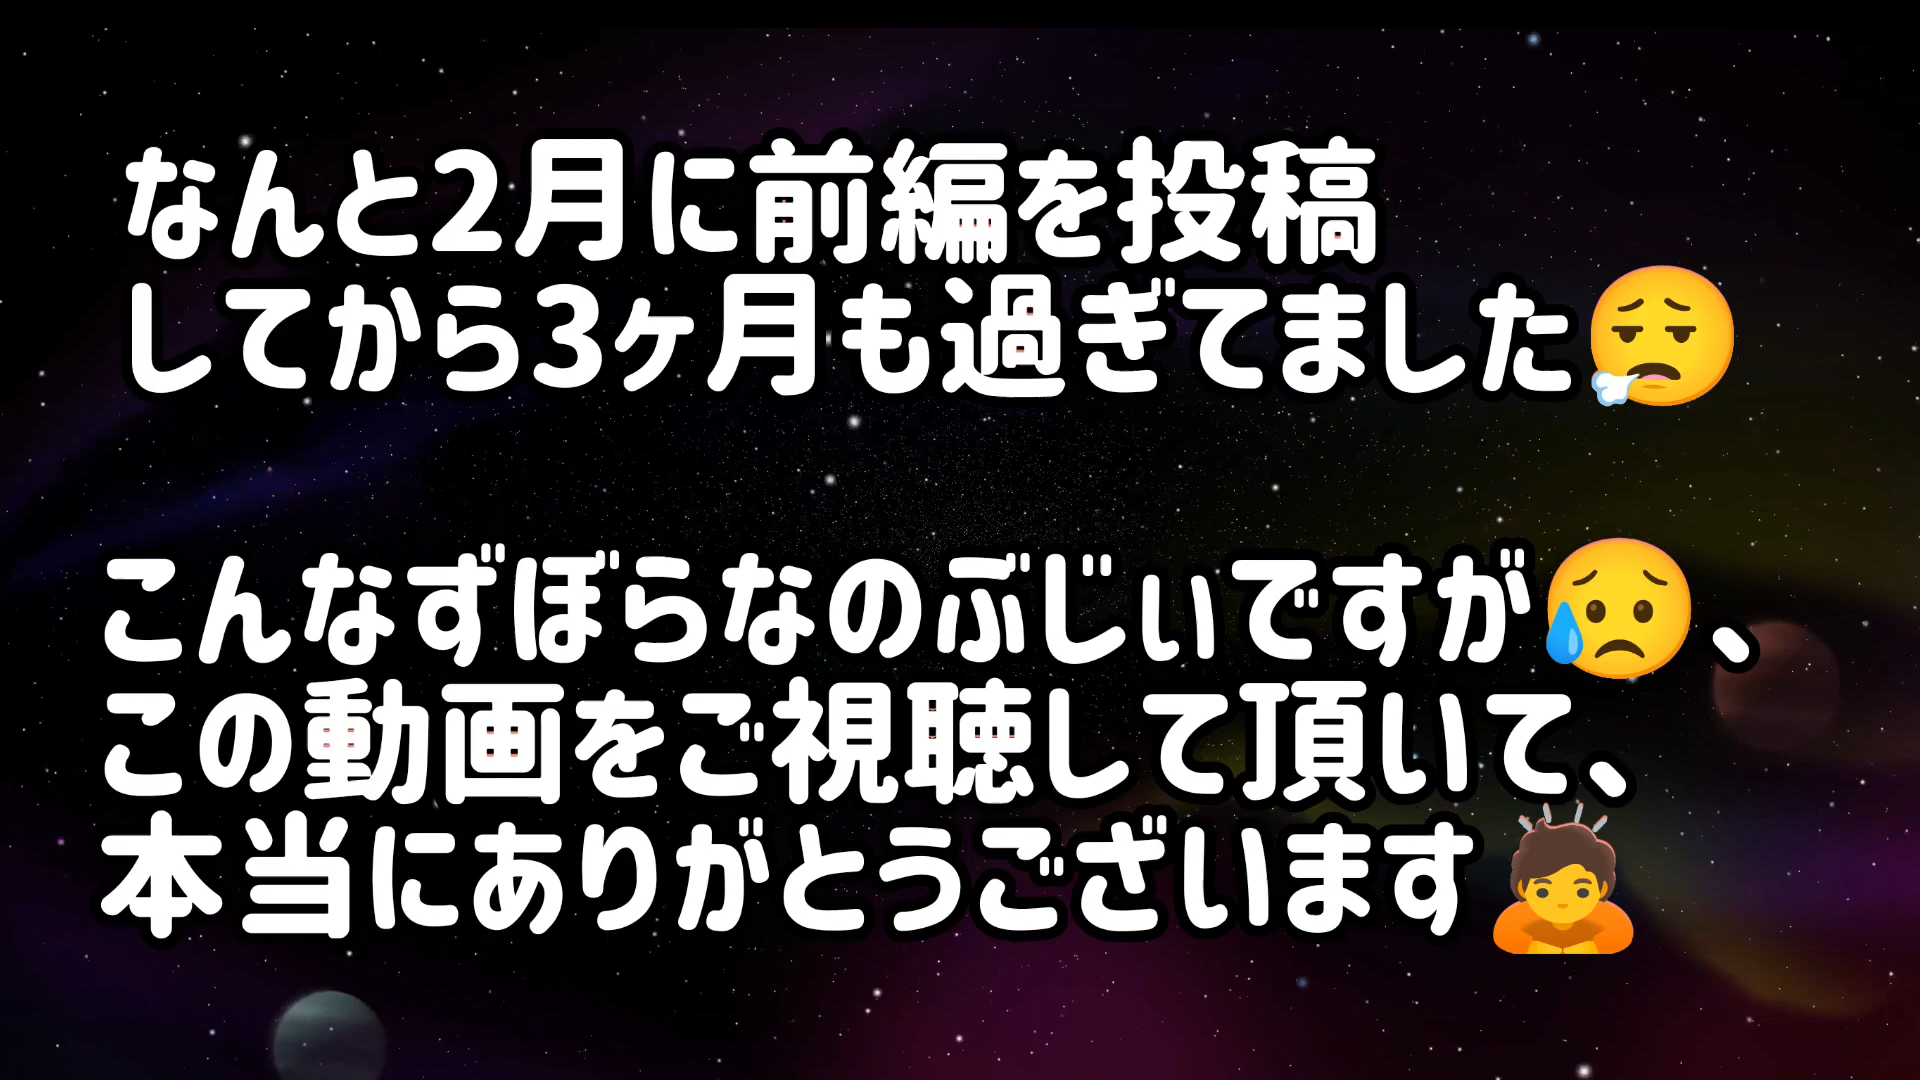 なんと2月に前編を投稿
してから3ヶ月も過ぎてました😮‍💨
こんなずぼらなのぶじぃですが😥、
この動画をご視聴して頂いて、
本当にありがとうございます🙇